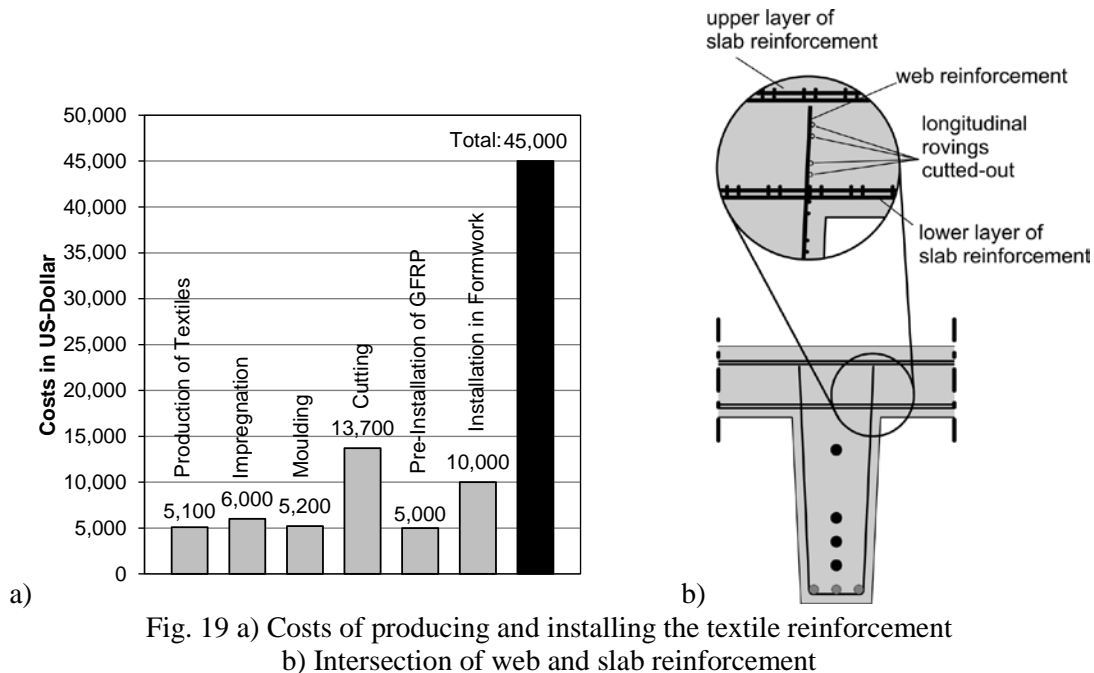 50,000
45,000
40,000
35,000
30,000
25,000
20,000
15,000
10,000
5,000
0
Costs in US-Dollar
Total: 45,000
Production of Textiles
5,100
Impregnation
6,000
Moulding
5,200
Cutting
13,700
Pre-Installation of GFRP
5,000
Installation in Formwork
10,000
a)
upper layer of
slab reinforcement
web reinforcement
longitudinal
rovings
cutted-out
lower layer of
slab reinforcement
b)
Fig. 19 a) Costs of producing and installing the textile reinforcement
b) Intersection of web and slab reinforcement